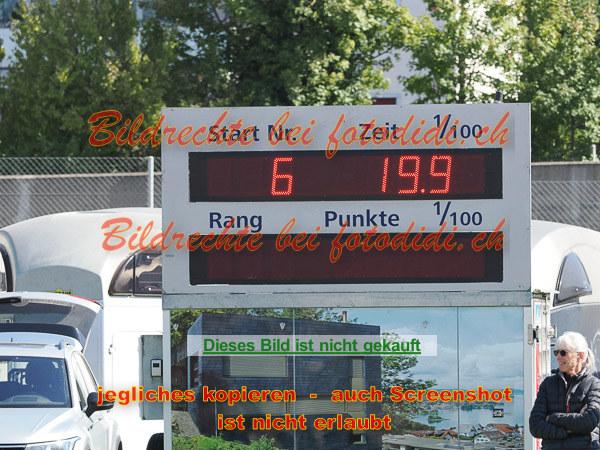 Bildrechte bei fotodidi.ch
Start Nr. Zeit 1/100
6 19.9
Rang Punkte 1/100
Bildrechte bei fotodidi.ch
Dieses Bild ist nicht gekauft
jegliches kopieren - auch Screenshot
ist nicht erlaubt